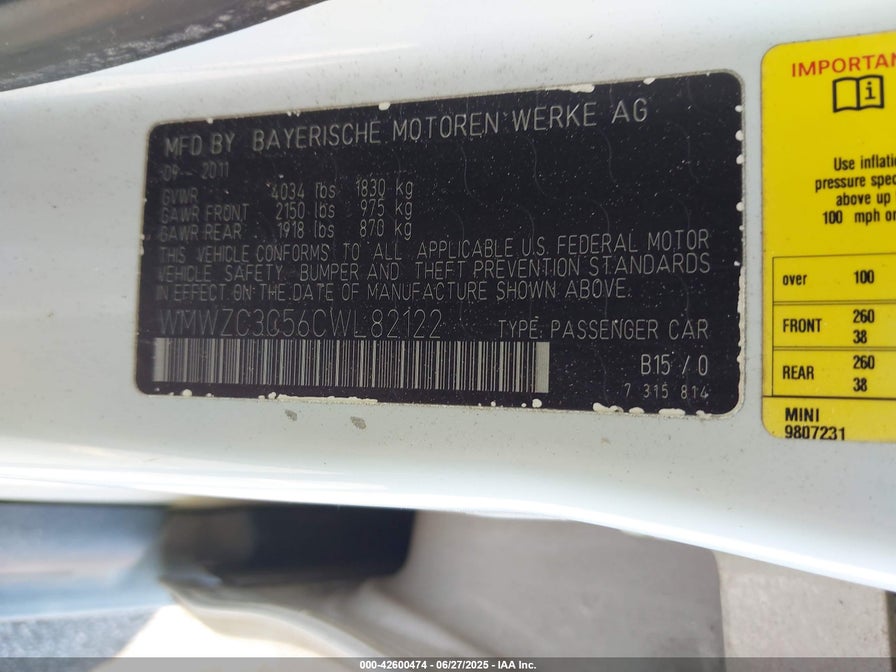 MFD BY BAYERISCHE MOTOREN WERKE AG
09 - 2011
GVWR 4034 lbs 1830 kg
GAWR FRONT 2150 lbs 975 kg
GAWR REAR 1918 lbs 870 kg
THIS VEHICLE CONFORMS TO ALL APPLICABLE U.S. FEDERAL MOTOR
VEHICLE SAFETY, BUMPER AND THEFT PREVENTION STANDARDS
IN EFFECT ON THE DATE OF MANUFACTURE SHOWN ABOVE.
WMWZC3C56CWL82122 TYPE: PASSENGER CAR
B15 / 0
7 315 814
IMPORTAN
i
Use inflati
pressure spec
above up
100 mph or
over 100
FRONT 260
38
REAR 260
38
MINI
9807231
000-42600474 - 06/27/2025 - IAA Inc.